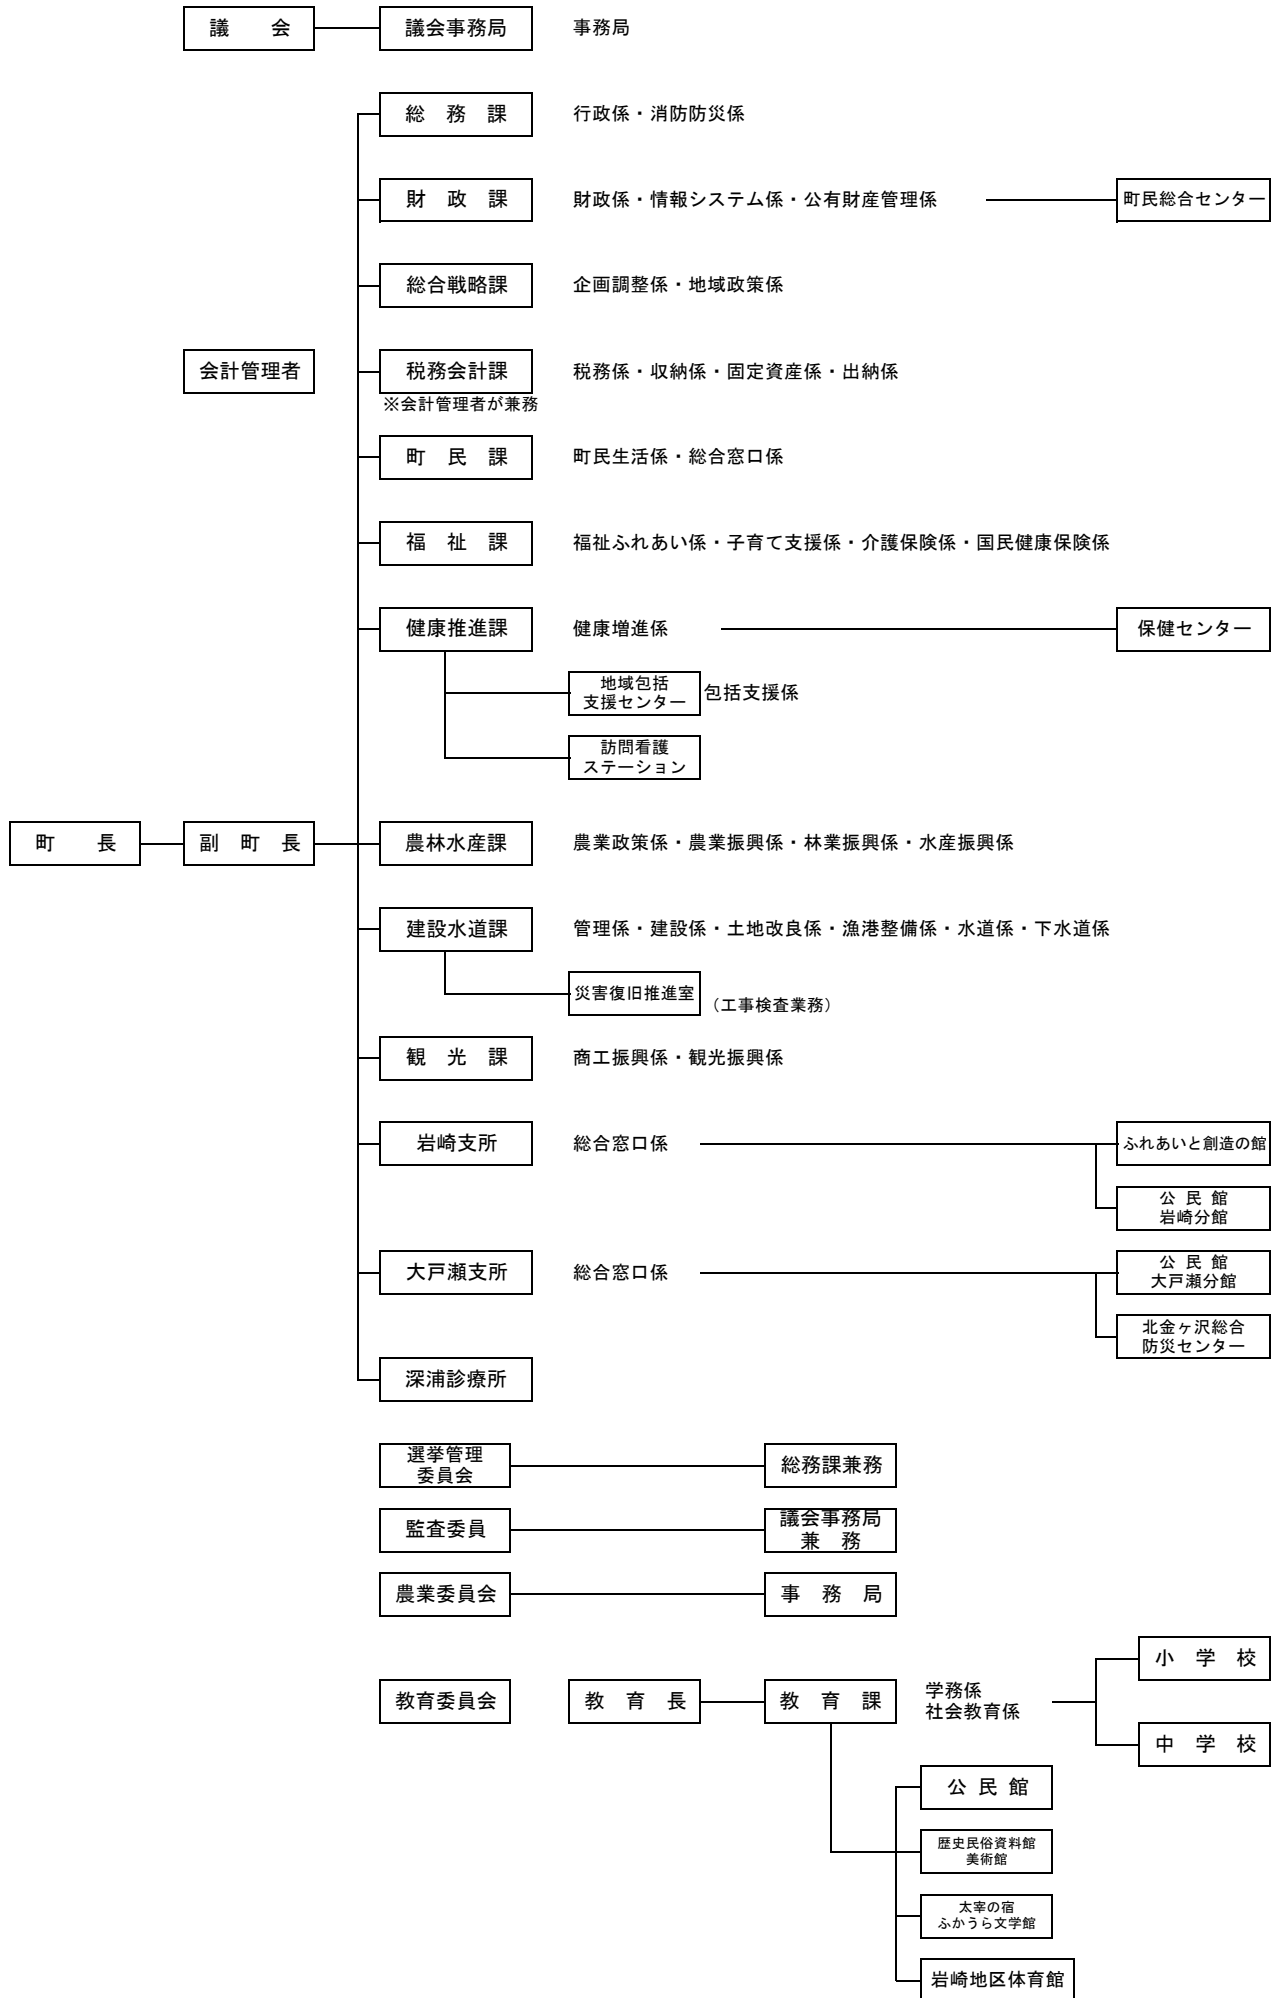 議　　会
議会事務局
事務局
総　務　課
行政係・消防防災係
財　政　課
財政係・情報システム係・公有財産管理係
町民総合センター
総合戦略課
企画調整係・地域政策係
会計管理者
税務会計課
税務係・収納係・固定資産係・出納係
※会計管理者が兼務
町　民　課
町民生活係・総合窓口係
福　祉　課
福祉ふれあい係・子育て支援係・介護保険係・国民健康保険係
健康推進課
健康増進係
保健センター
地域包括
支援センター
包括支援係
訪問看護
ステーション
町　　長
副　町　長
農林水産課
農業政策係・農業振興係・林業振興係・水産振興係
建設水道課
管理係・建設係・土地改良係・漁港整備係・水道係・下水道係
災害復旧推進室
（工事検査業務）
観　光　課
商工振興係・観光振興係
岩崎支所
総合窓口係
ふれあいと創造の館
公　民　館
岩崎分館
大戸瀬支所
総合窓口係
公　民　館
大戸瀬分館
北金ヶ沢総合
防災センター
深浦診療所
選挙管理
委員会
総務課兼務
監査委員
議会事務局
兼　務
農業委員会
事　務　局
教育委員会
教　育　長
教　育　課
学務係
社会教育係
小　学　校
中　学　校
公　民　館
歴史民俗資料館
美術館
太宰の宿
ふかうら文学館
岩崎地区体育館